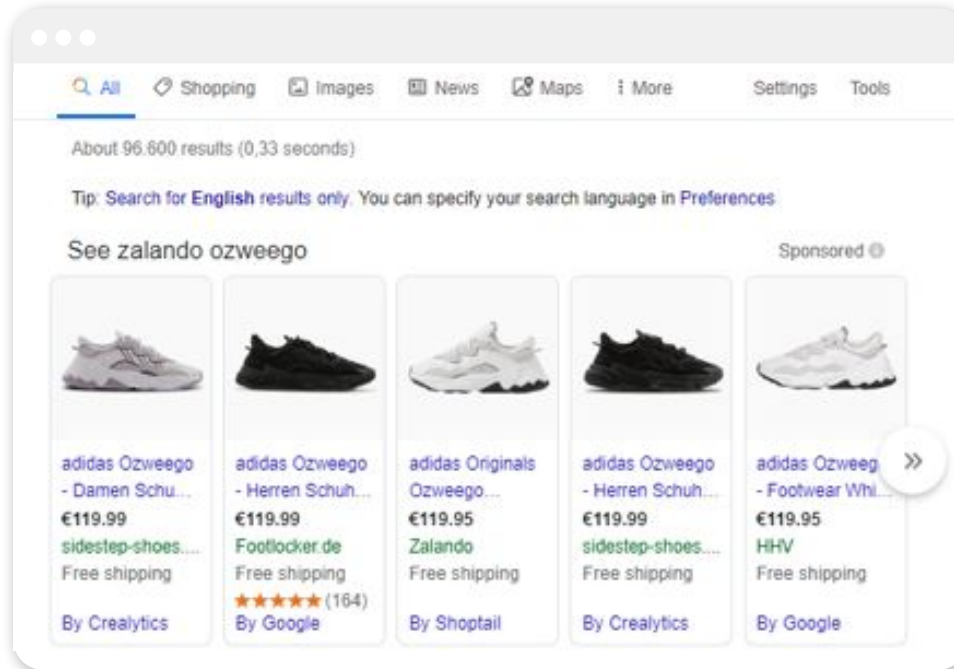 All Shopping Images News Maps More Settings Tools
About 96.600 results (0,33 seconds)
Tip: Search for English results only. You can specify your search language in Preferences
See zalando ozweego Sponsored
adidas Ozweego
- Damen Schu...
€119.99
sidestep-shoes....
Free shipping
By Crealytics
adidas Ozweego
- Herren Schuh...
€119.99
Footlocker.de
Free shipping
(164)
By Google
adidas Originals
Ozweego...
€119.95
Zalando
Free shipping
By Shoptail
adidas Ozweego
- Herren Schuh...
€119.99
sidestep-shoes....
Free shipping
By Crealytics
adidas Ozweeg
- Footwear Whi...
€119.95
HHV
Free shipping
By Google